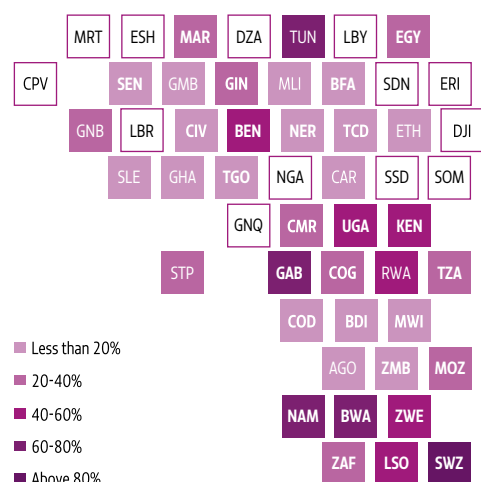 MRT ESH MAR DZA TUN LBY EGY
CPV SEN GMB GIN MLI BFA SDN ERI
GNB LBR CIV BEN NER TCD ETH DJI
SLE GHA TGO NGA CAR SSD SOM
GNQ CMR UGA KEN
STP GAB COG RWA TZA
COD BDI MWI
Less than 20% AGO ZMB MOZ
20-40%
40-60% NAM BWA ZWE
60-80%
Above 80% ZAF LSO SWZ